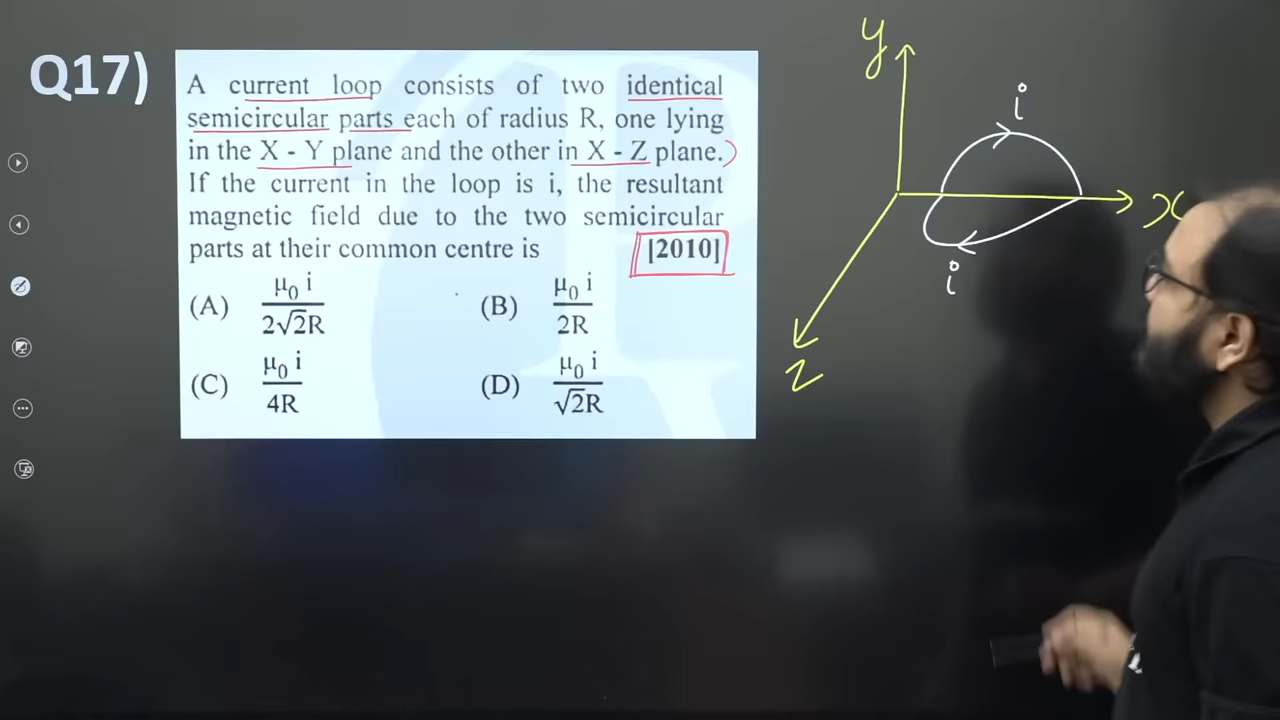 Q17)
A current loop consists of two identical
semicircular parts each of radius R, one lying
in the X - Y plane and the other in X - Z plane.
If the current in the loop is i, the resultant
magnetic field due to the two semicircular
parts at their common centre is [2010]
(A) μ₀ i / 2√2R (B) μ₀ i / 2R
(C) μ₀ i / 4R (D) μ₀ i / √2R
y
i
x
i
z